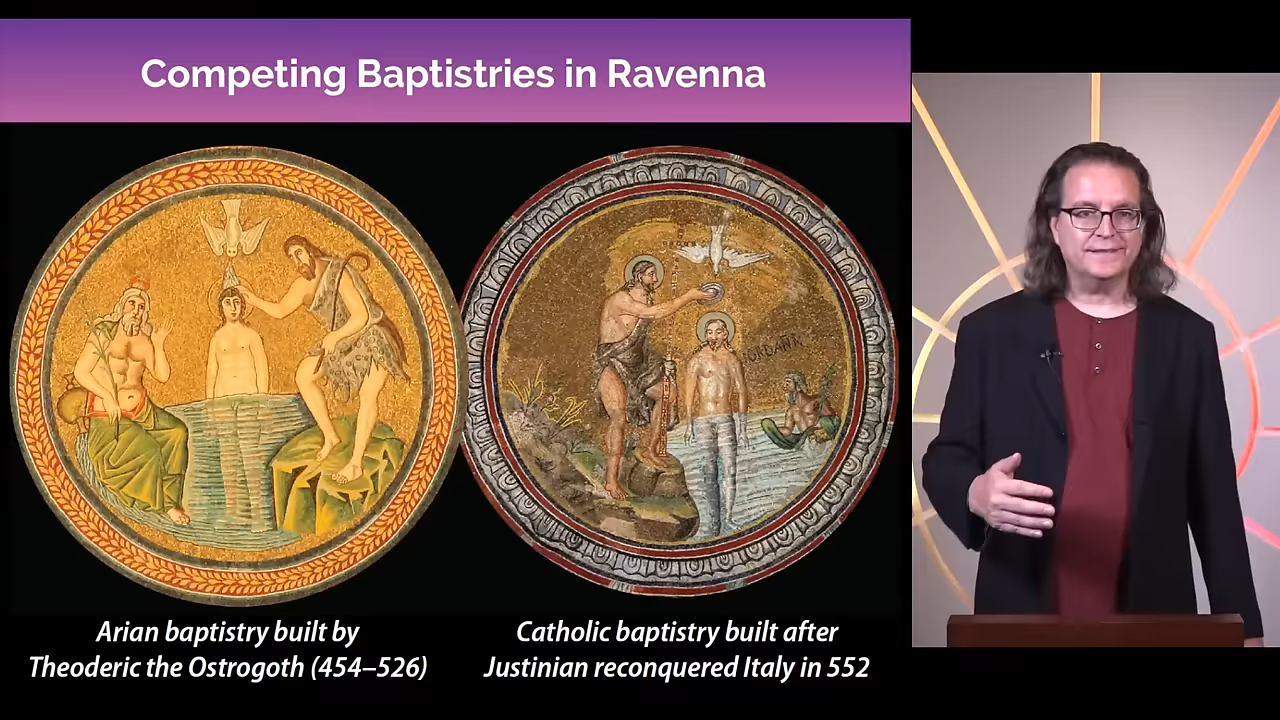 Competing Baptistries in Ravenna
IORDANN
Arian baptistry built by
Theoderic the Ostrogoth (454–526)
Catholic baptistry built after
Justinian reconquered Italy in 552